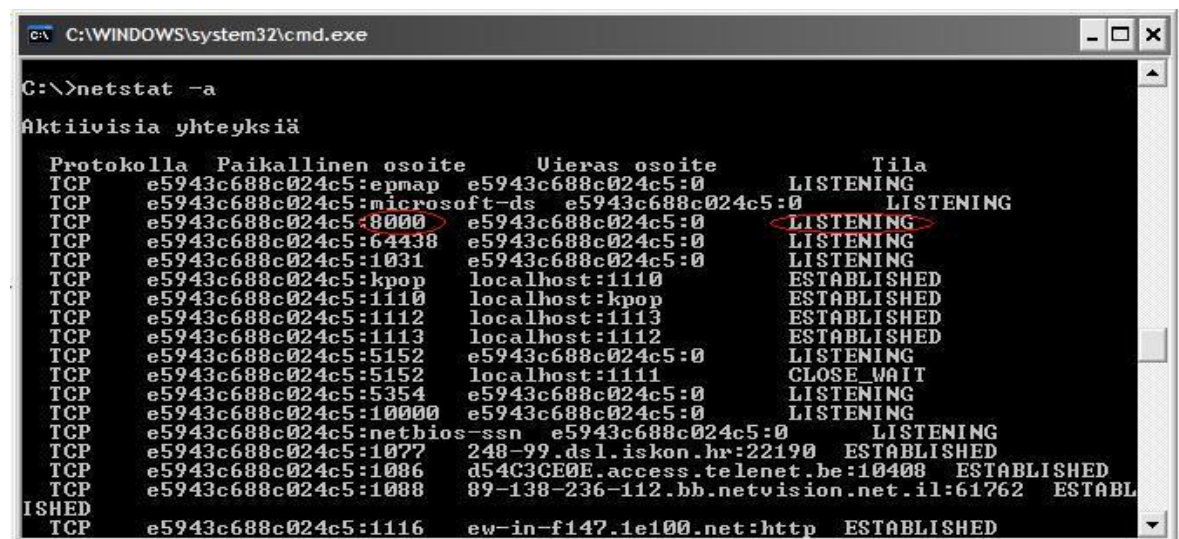 C:\WINDOWS\system32\cmd.exe
C:\>netstat -a
Aktiivisia yhteyksiä
Protokolla Paikallinen osoite Vieras osoite Tila
TCP e5943c688c024c5:epmap e5943c688c024c5:0 LISTENING
TCP e5943c688c024c5:microsoft-ds e5943c688c024c5:0 LISTENING
TCP e5943c688c024c5:8000 e5943c688c024c5:0 LISTENING
TCP e5943c688c024c5:64438 e5943c688c024c5:0 LISTENING
TCP e5943c688c024c5:1031 e5943c688c024c5:0 LISTENING
TCP e5943c688c024c5:kpop localhost:1110 ESTABLISHED
TCP e5943c688c024c5:1110 localhost:kpop ESTABLISHED
TCP e5943c688c024c5:1112 localhost:1113 ESTABLISHED
TCP e5943c688c024c5:1113 localhost:1112 ESTABLISHED
TCP e5943c688c024c5:5152 e5943c688c024c5:0 LISTENING
TCP e5943c688c024c5:5152 localhost:1111 CLOSE_WAIT
TCP e5943c688c024c5:5354 e5943c688c024c5:0 LISTENING
TCP e5943c688c024c5:10000 e5943c688c024c5:0 LISTENING
TCP e5943c688c024c5:netbios-ssn e5943c688c024c5:0 LISTENING
TCP e5943c688c024c5:1077 248-99.dsl.iskon.hr:22190 ESTABLISHED
TCP e5943c688c024c5:1086 d54C3CE0E.access.telenet.be:10408 ESTABLISHED
TCP e5943c688c024c5:1088 89-138-236-112.bb.netvision.net.il:61762 ESTABL
ISHED
TCP e5943c688c024c5:1116 ew-in-f147.1e100.net:http ESTABLISHED